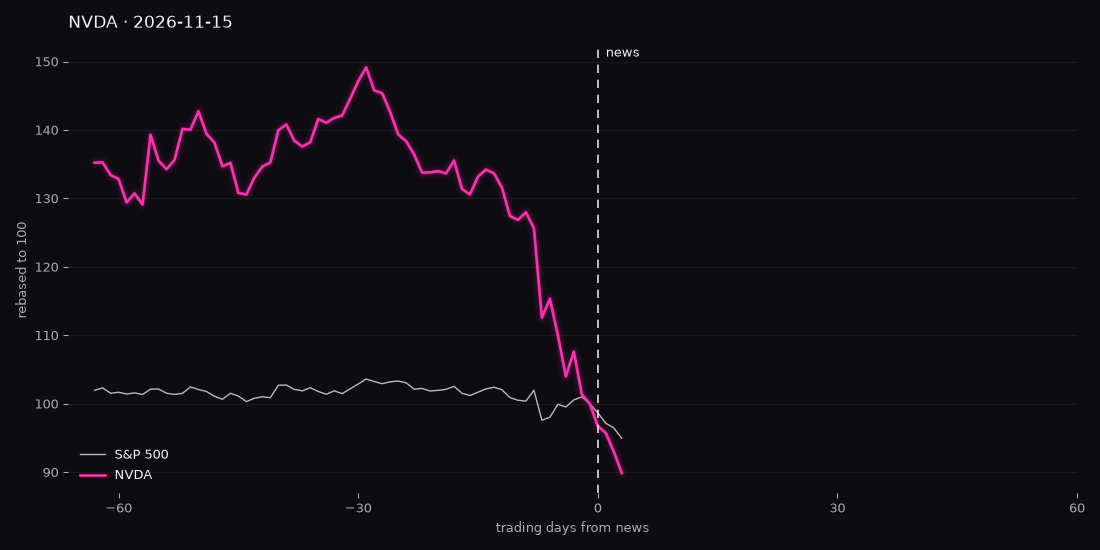 NVDA · 2026-11-15
news
150
140
130
120
110
100
90
rebased to 100
S&P 500
NVDA
−60
−30
0
30
60
trading days from news